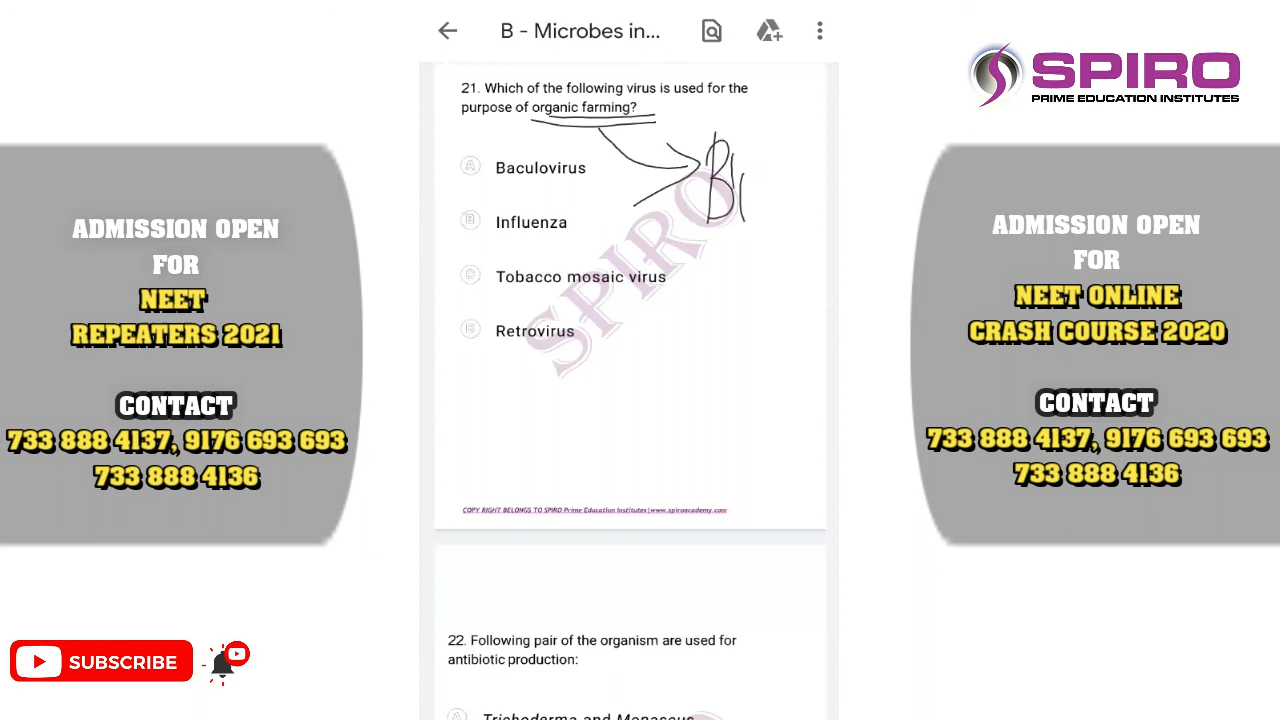 B - Microbes in...
SPIRO
PRIME EDUCATION INSTITUTES
21. Which of the following virus is used for the
purpose of organic farming?
A Baculovirus
B Influenza
C Tobacco mosaic virus
D Retrovirus
SPIRO
COPY RIGHT BELONGS TO SPIRO Prime Education Institutes|www.spiroacademy.com
22. Following pair of the organism are used for
antibiotic production:
A Trichoderma and Monascus
ADMISSION OPEN
FOR
NEET
REPEATERS 2021
CONTACT
733 888 4137, 9176 693 693
733 888 4136
ADMISSION OPEN
FOR
NEET ONLINE
CRASH COURSE 2020
CONTACT
733 888 4137, 9176 693 693
733 888 4136
SUBSCRIBE